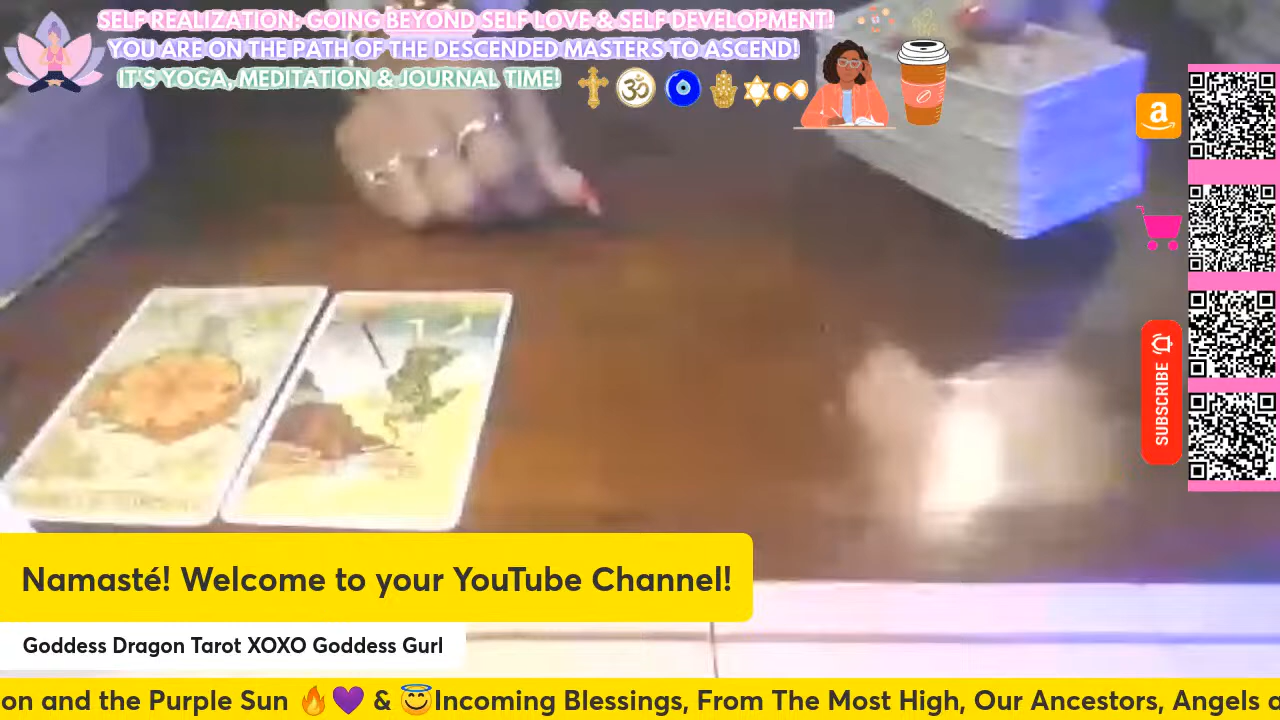 SELF REALIZATION: GOING BEYOND SELF LOVE & SELF DEVELOPMENT!
YOU ARE ON THE PATH OF THE DESCENDED MASTERS TO ASCEND!
IT'S YOGA, MEDITATION & JOURNAL TIME!
SUBSCRIBE
Namasté! Welcome to your YouTube Channel!
Goddess Dragon Tarot XOXO Goddess Gurl
on and the Purple Sun 🔥💜 & 😇Incoming Blessings, From The Most High, Our Ancestors, Angels